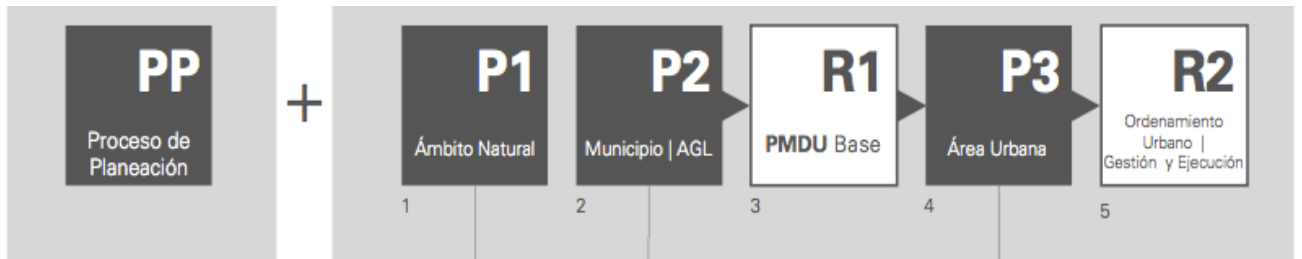 PP
Proceso de
Planeación
+
P1
Ámbito Natural
1
P2
Municipio | AGL
2
R1
PMDU Base
3
P3
Área Urbana
4
R2
Ordenamiento
Urbano |
Gestión y Ejecución
5